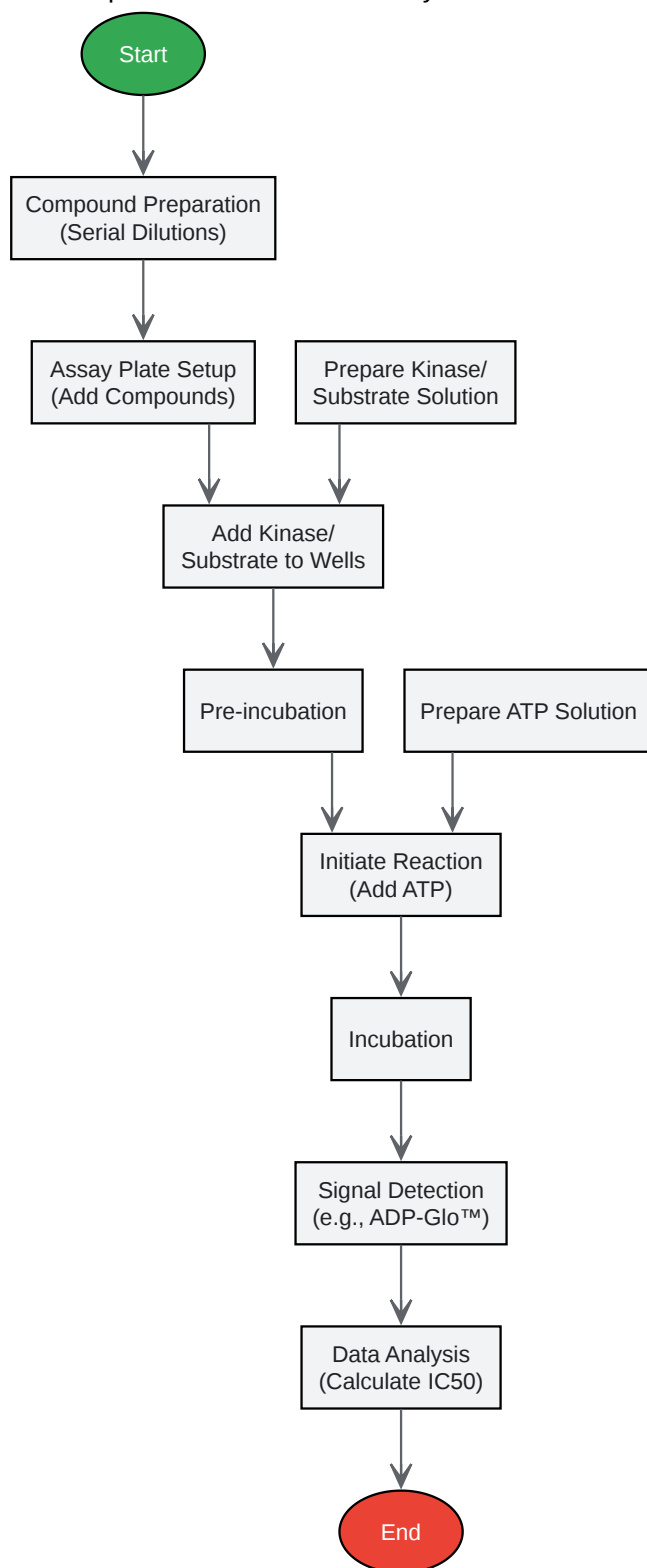 Start
Compound Preparation
(Serial Dilutions)
Assay Plate Setup
(Add Compounds)
Prepare Kinase/
Substrate Solution
Add Kinase/
Substrate to Wells
Pre-incubation
Prepare ATP Solution
Initiate Reaction
(Add ATP)
Incubation
Signal Detection
(e.g., ADP-Glo™)
Data Analysis
(Calculate IC50)
End